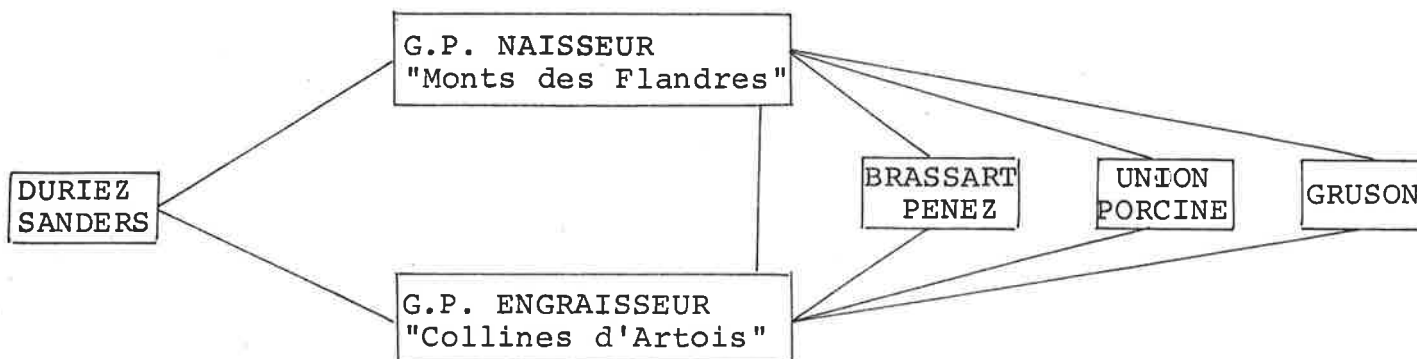 G.P. NAISSEUR
"Monts des Flandres"
DURIEZ
SANDERS
BRASSART
PENEZ
UNION
PORCINE
GRUSON
G.P. ENGRAISSEUR
"Collines d'Artois"